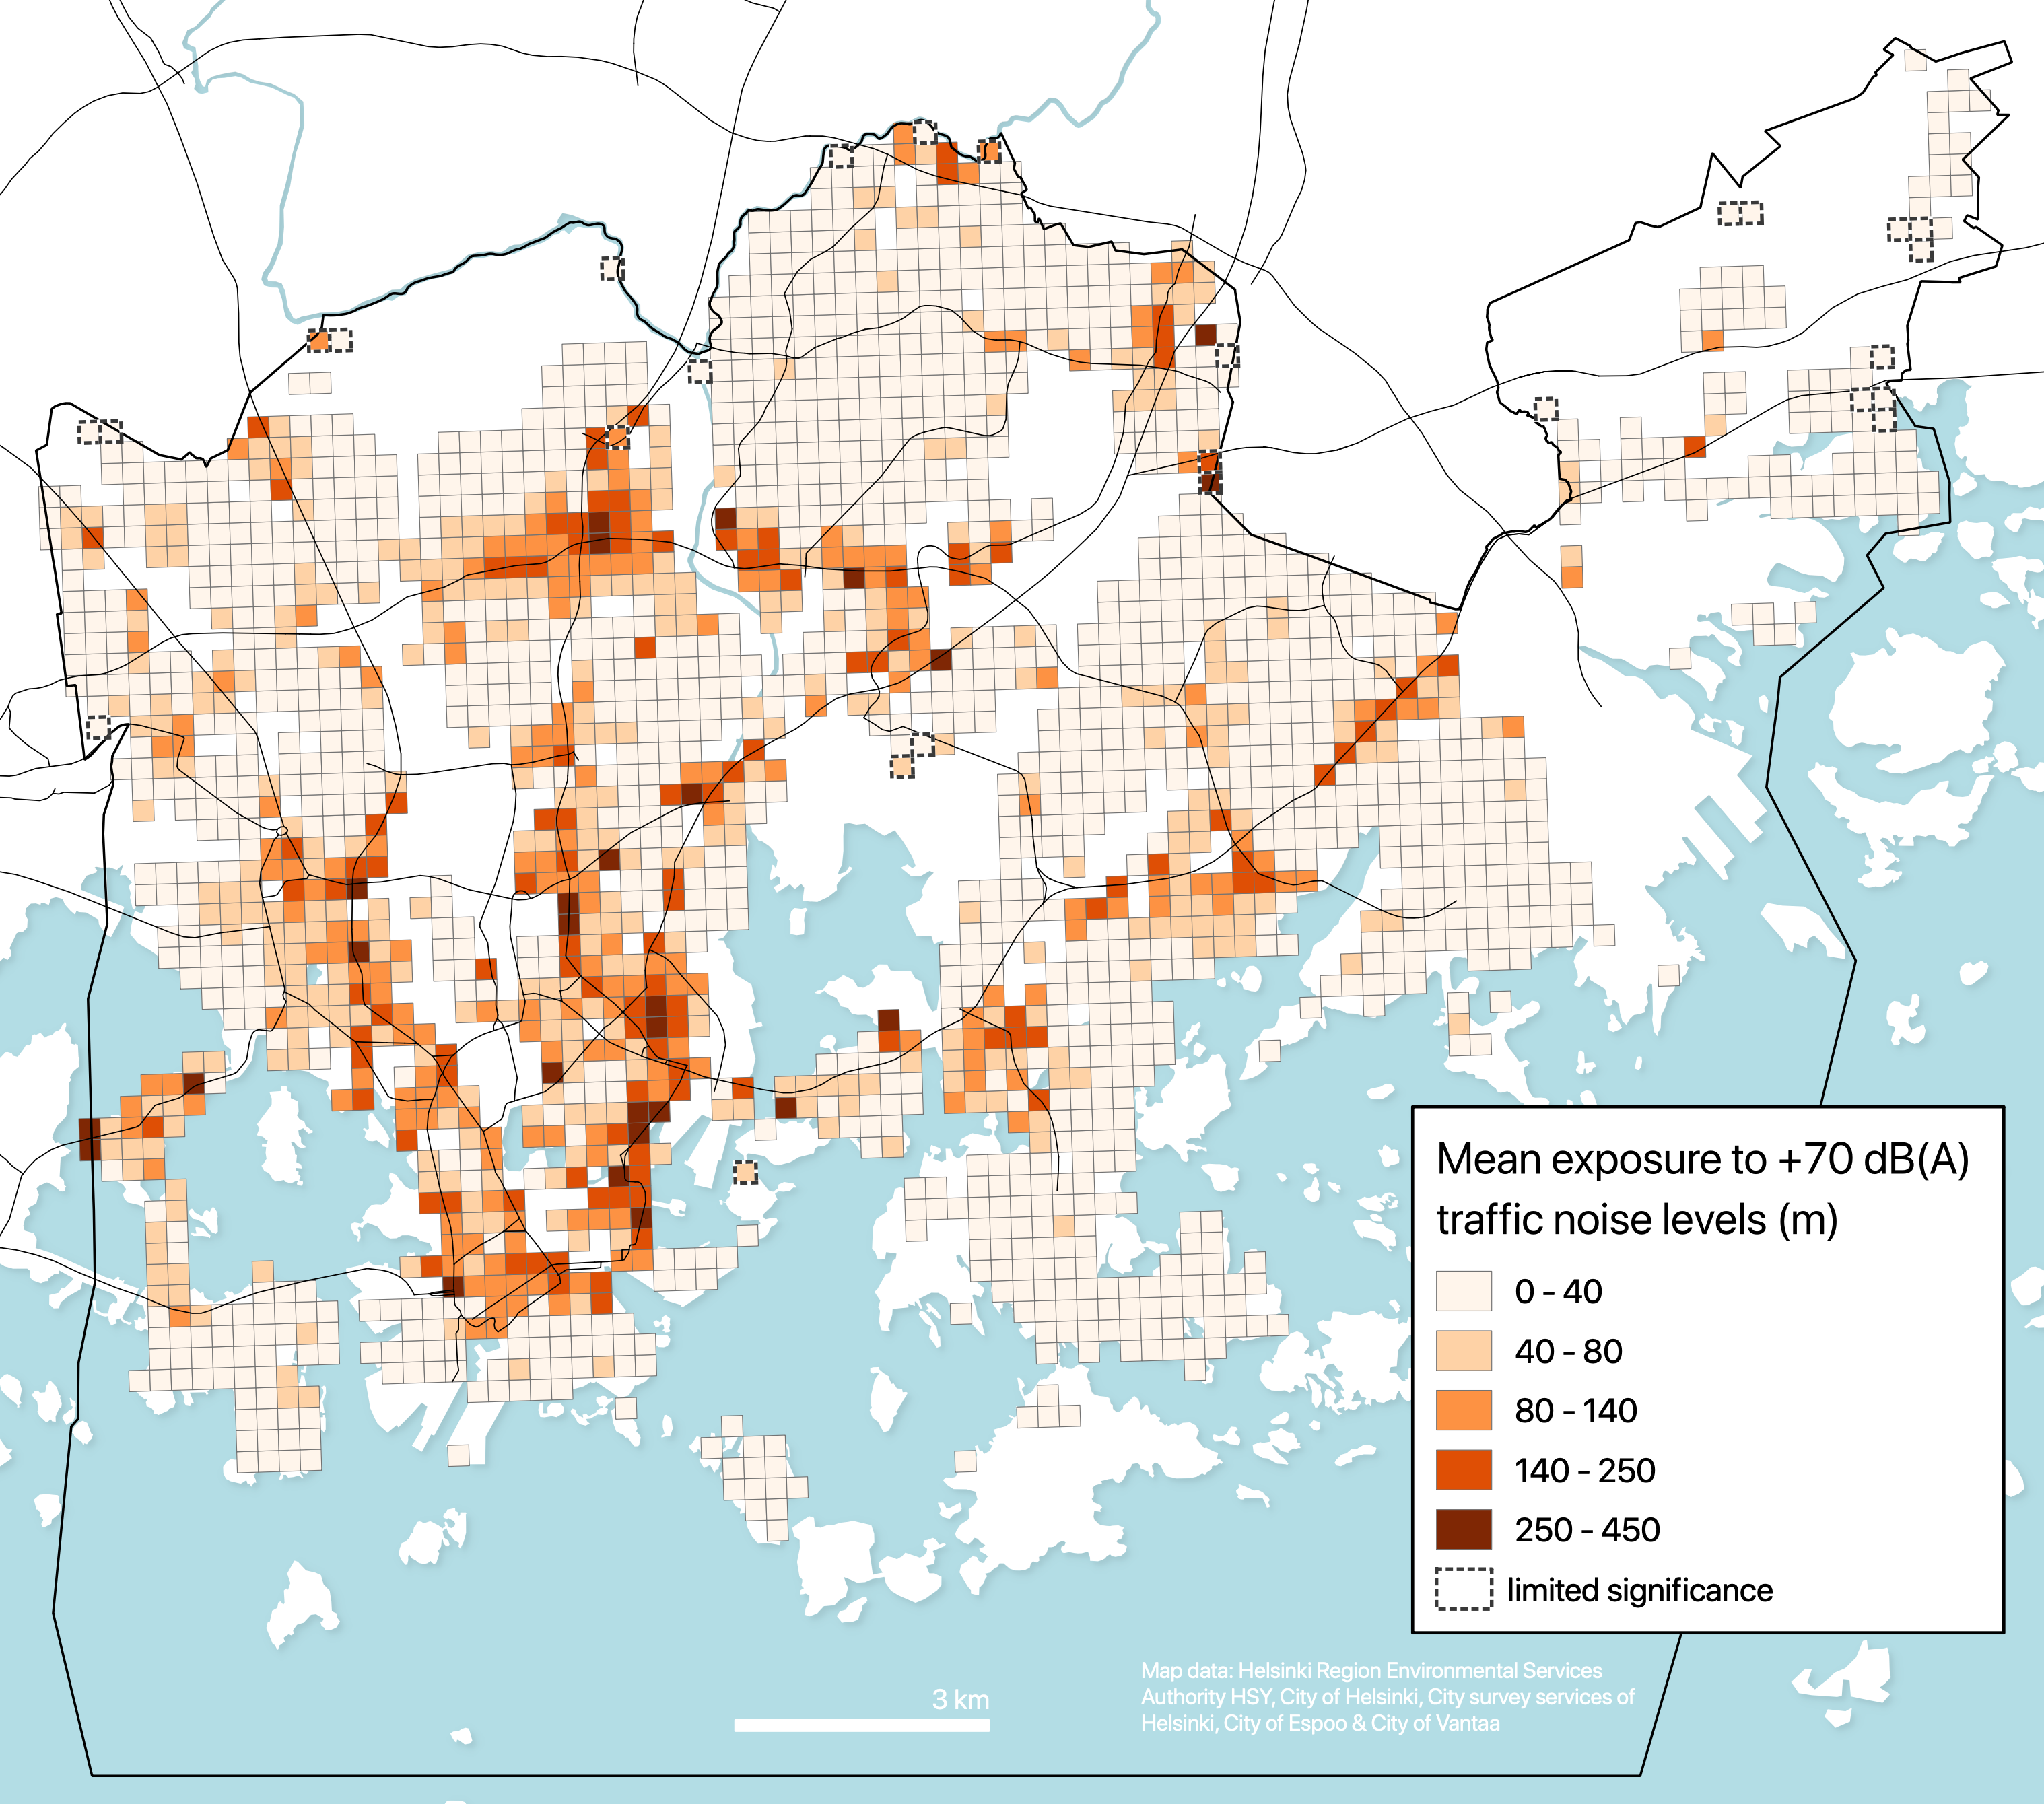 Mean exposure to +70 dB(A)
traffic noise levels (m)
0 - 40
40 - 80
80 - 140
140 - 250
250 - 450
limited significance
3 km
Map data: Helsinki Region Environmental Services
Authority HSY, City of Helsinki, City survey services of
Helsinki, City of Espoo & City of Vantaa